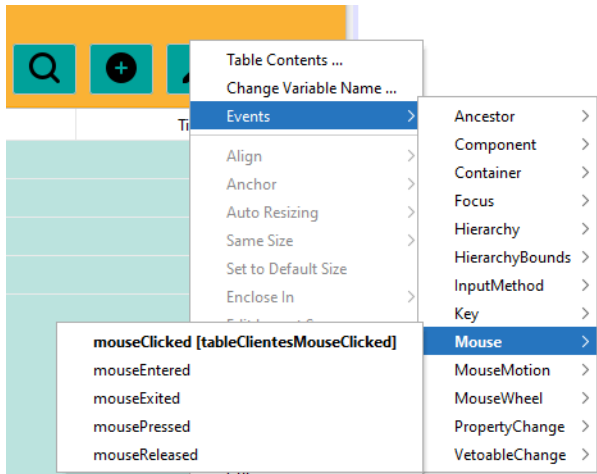 Table Contents ...
Change Variable Name ...
Events
Ti
Align
Anchor
Auto Resizing
Same Size
Set to Default Size
Enclose In
Ancestor
Component
Container
Focus
Hierarchy
HierarchyBounds
InputMethod
Key
Mouse
MouseMotion
MouseWheel
PropertyChange
VetoableChange
mouseClicked [tableClientesMouseClicked]
mouseEntered
mouseExited
mousePressed
mouseReleased